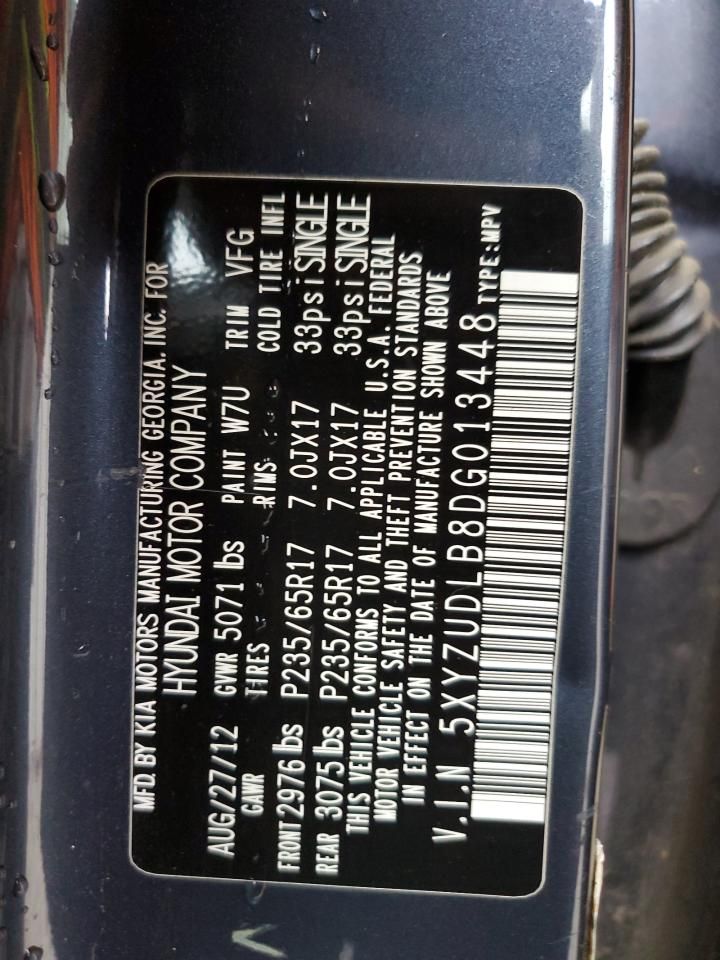 MFD. BY KIA MOTORS MANUFACTURING GEORGIA. INC. FOR
HYUNDAI MOTOR COMPANY
AUG/27/12 GVWR 5071 lbs PAINT W7U TRIM VFG
GAWR TIRES RIMS COLD TIRE INFL
FRONT 2976 lbs P235/65R17 7.0JX17 33psi SINGLE
REAR 3075 lbs P235/65R17 7.0JX17 33psi SINGLE
THIS VEHICLE CONFORMS TO ALL APPLICABLE U.S.A. FEDERAL
MOTOR VEHICLE SAFETY AND THEFT PREVENTION STANDARDS
IN EFFECT ON THE DATE OF MANUFACTURE SHOWN ABOVE
V.I.N 5XYZUDLB8DG013448 TYPE:MPV